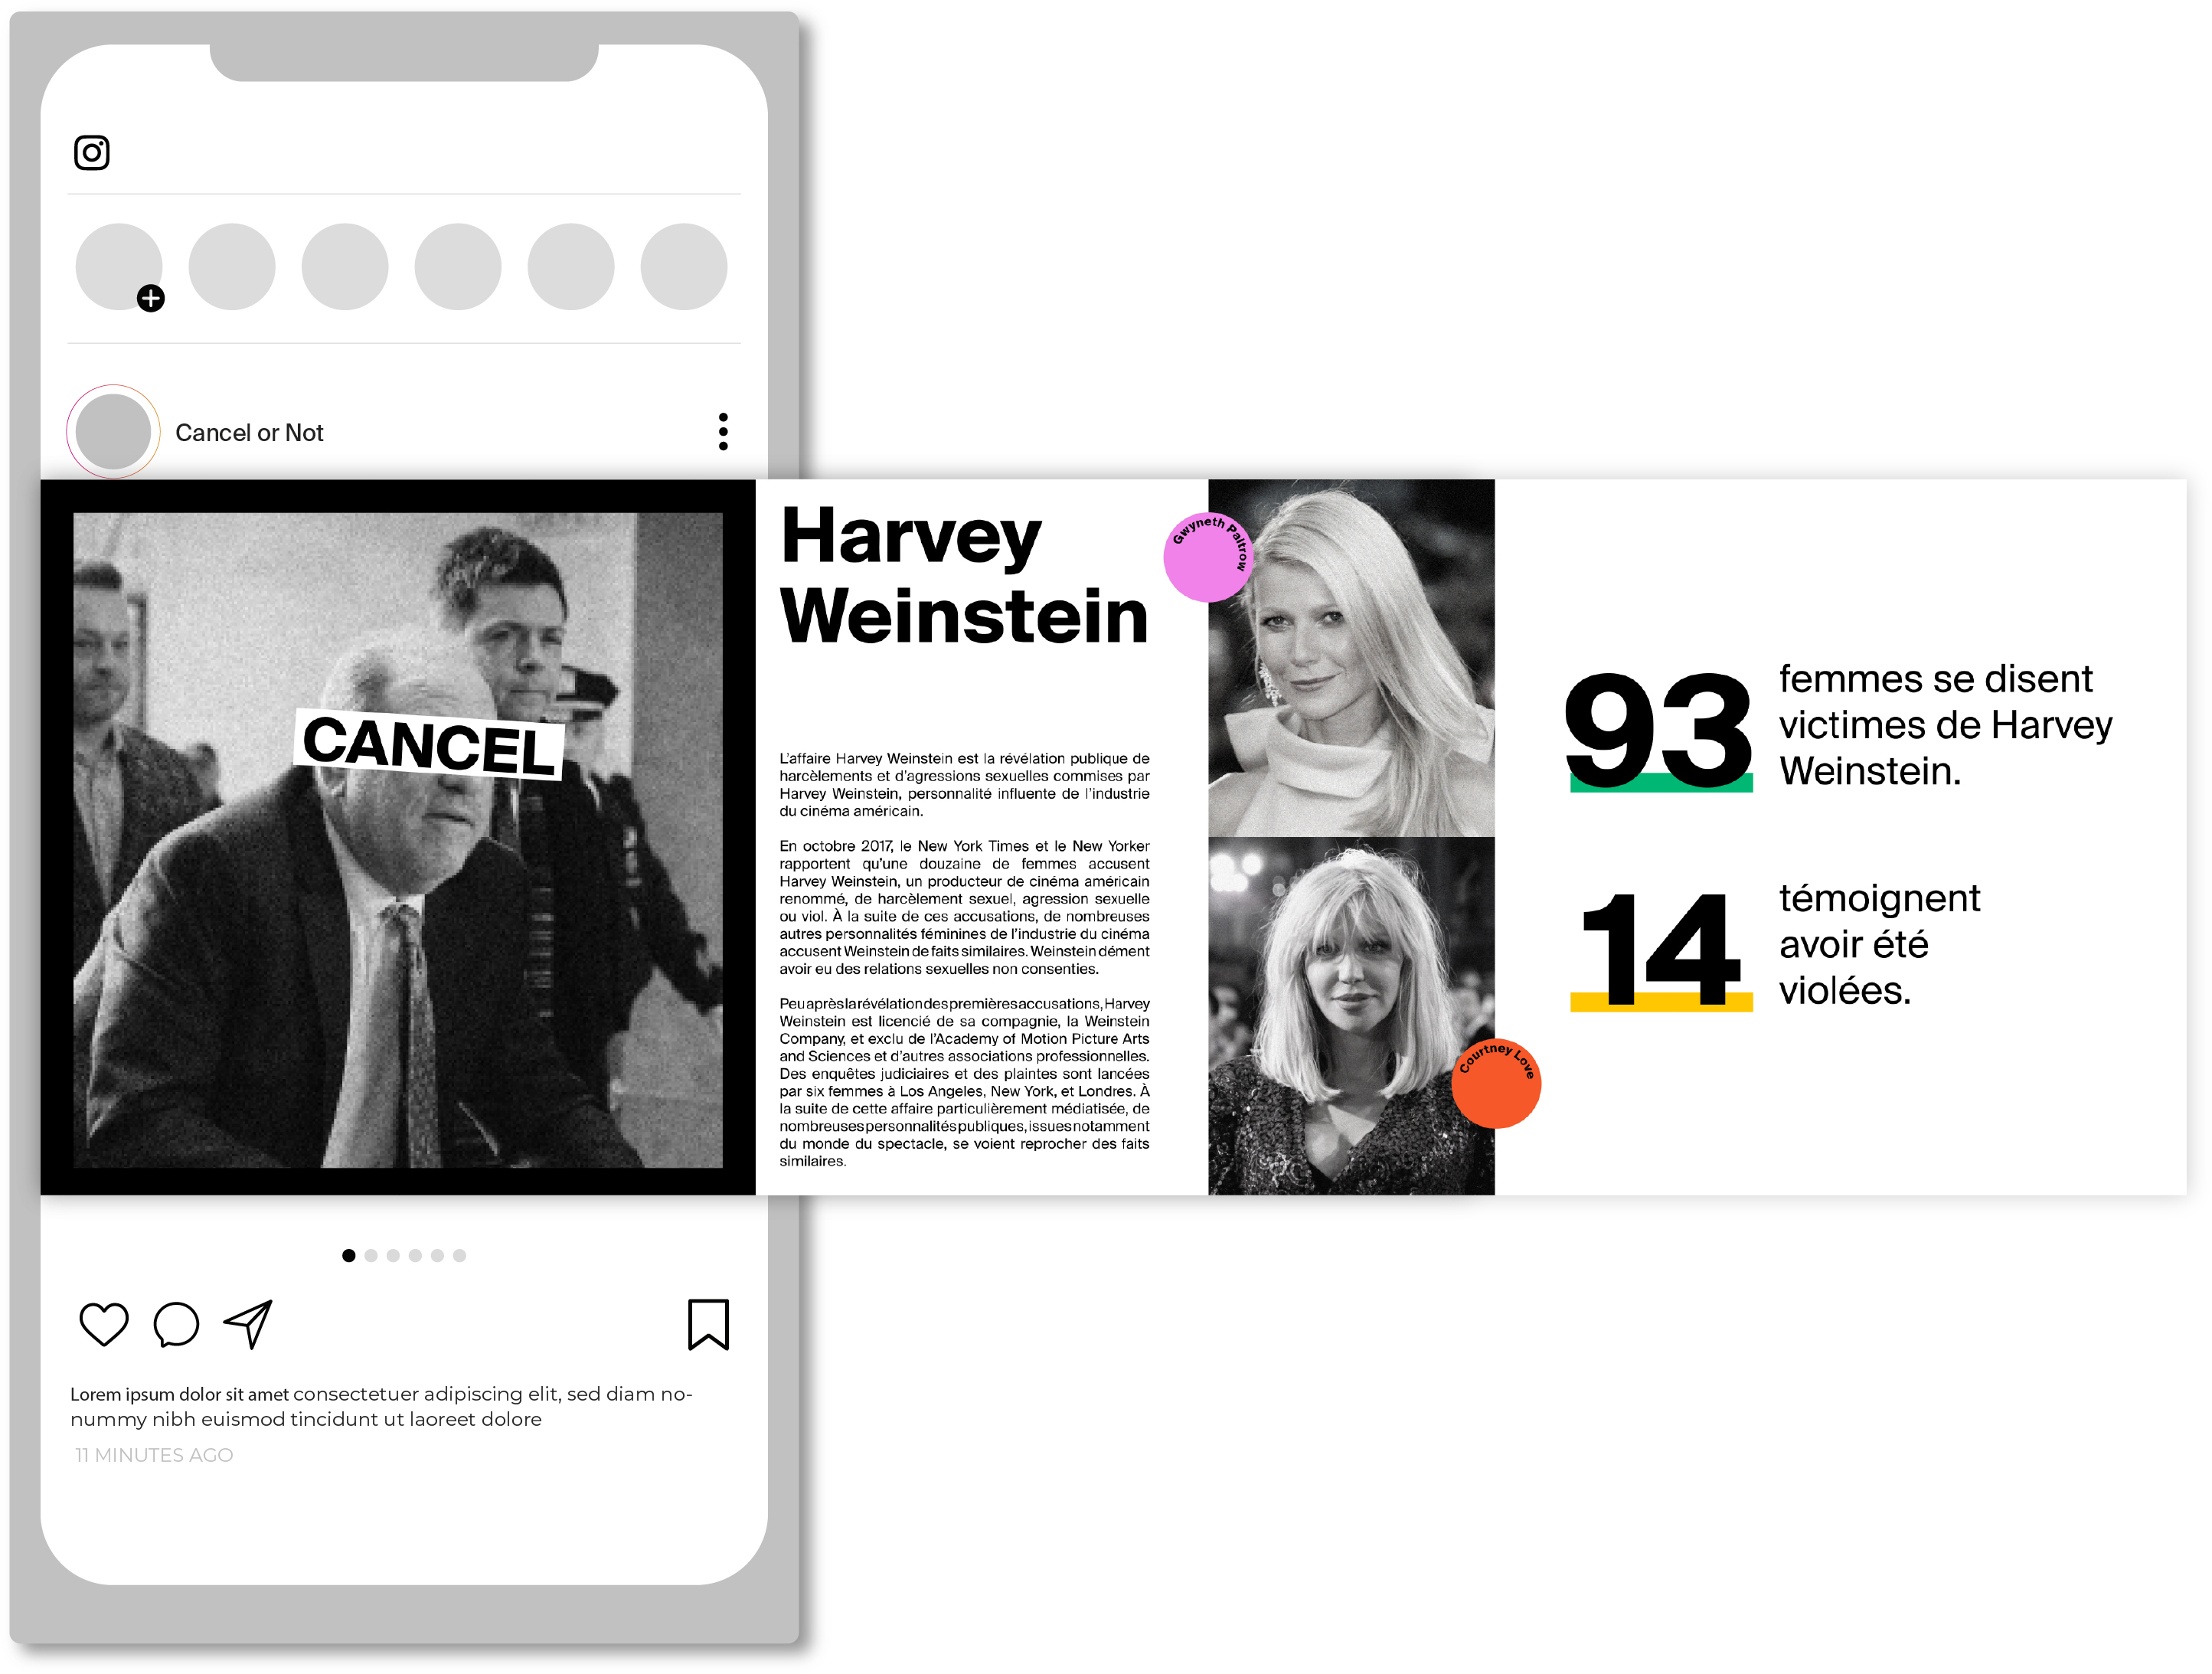 Cancel or Not
CANCEL
Harvey
Weinstein
L'affaire Harvey Weinstein est la révélation publique de
harcèlements et d'agressions sexuelles commises par
Harvey Weinstein, personnalité influente de l'industrie
du cinéma américain.
En octobre 2017, le New York Times et le New Yorker
rapportent qu'une douzaine de femmes accusent
Harvey Weinstein, un producteur de cinéma américain
renommé, de harcèlement sexuel, agression sexuelle
ou viol. À la suite de ces accusations, de nombreuses
autres personnalités féminines de l'industrie du cinéma
accusent Weinstein de faits similaires. Weinstein dément
avoir eu des relations sexuelles non consenties.
Peu après la révélation des premières accusations, Harvey
Weinstein est licencié de sa compagnie, la Weinstein
Company, et exclu de l'Academy of Motion Picture Arts
and Sciences et d'autres associations professionnelles.
Des enquêtes judiciaires et des plaintes sont lancées
par six femmes à Los Angeles, New York, et Londres. À
la suite de cette affaire particulièrement médiatisée, de
nombreuses personnalités publiques, issues notamment
du monde du spectacle, se voient reprocher des faits
similaires.
Gwyneth Paltrow
Courtney Love
93
femmes se disent
victimes de Harvey
Weinstein.
14
témoignent
avoir été
violées.
Lorem ipsum dolor sit amet consectetuer adipiscing elit, sed diam no-
nummy nibh euismod tincidunt ut laoreet dolore
11 MINUTES AGO